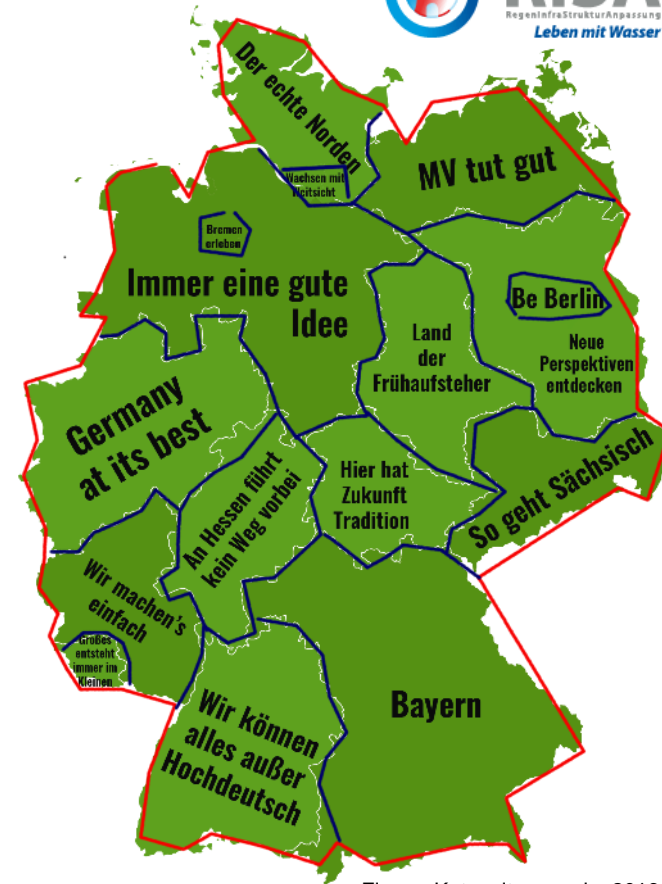 RegenInfraStrukturAnpassung
Leben mit Wasser
Der echte Norden
MV tut gut
Wachsen mit
Weitsicht
Bremen
erleben
Immer eine gute
Idee
Be Berlin
Neue
Perspektiven
entdecken
Land
der
Frühaufsteher
Germany
at its best
An Hessen führt
kein Weg vorbei
Hier hat
Zukunft
Tradition
So geht Sächsisch
Wir machen's
einfach
Großes
entsteht
immer im
Kleinen
Wir können
alles außer
Hochdeutsch
Bayern